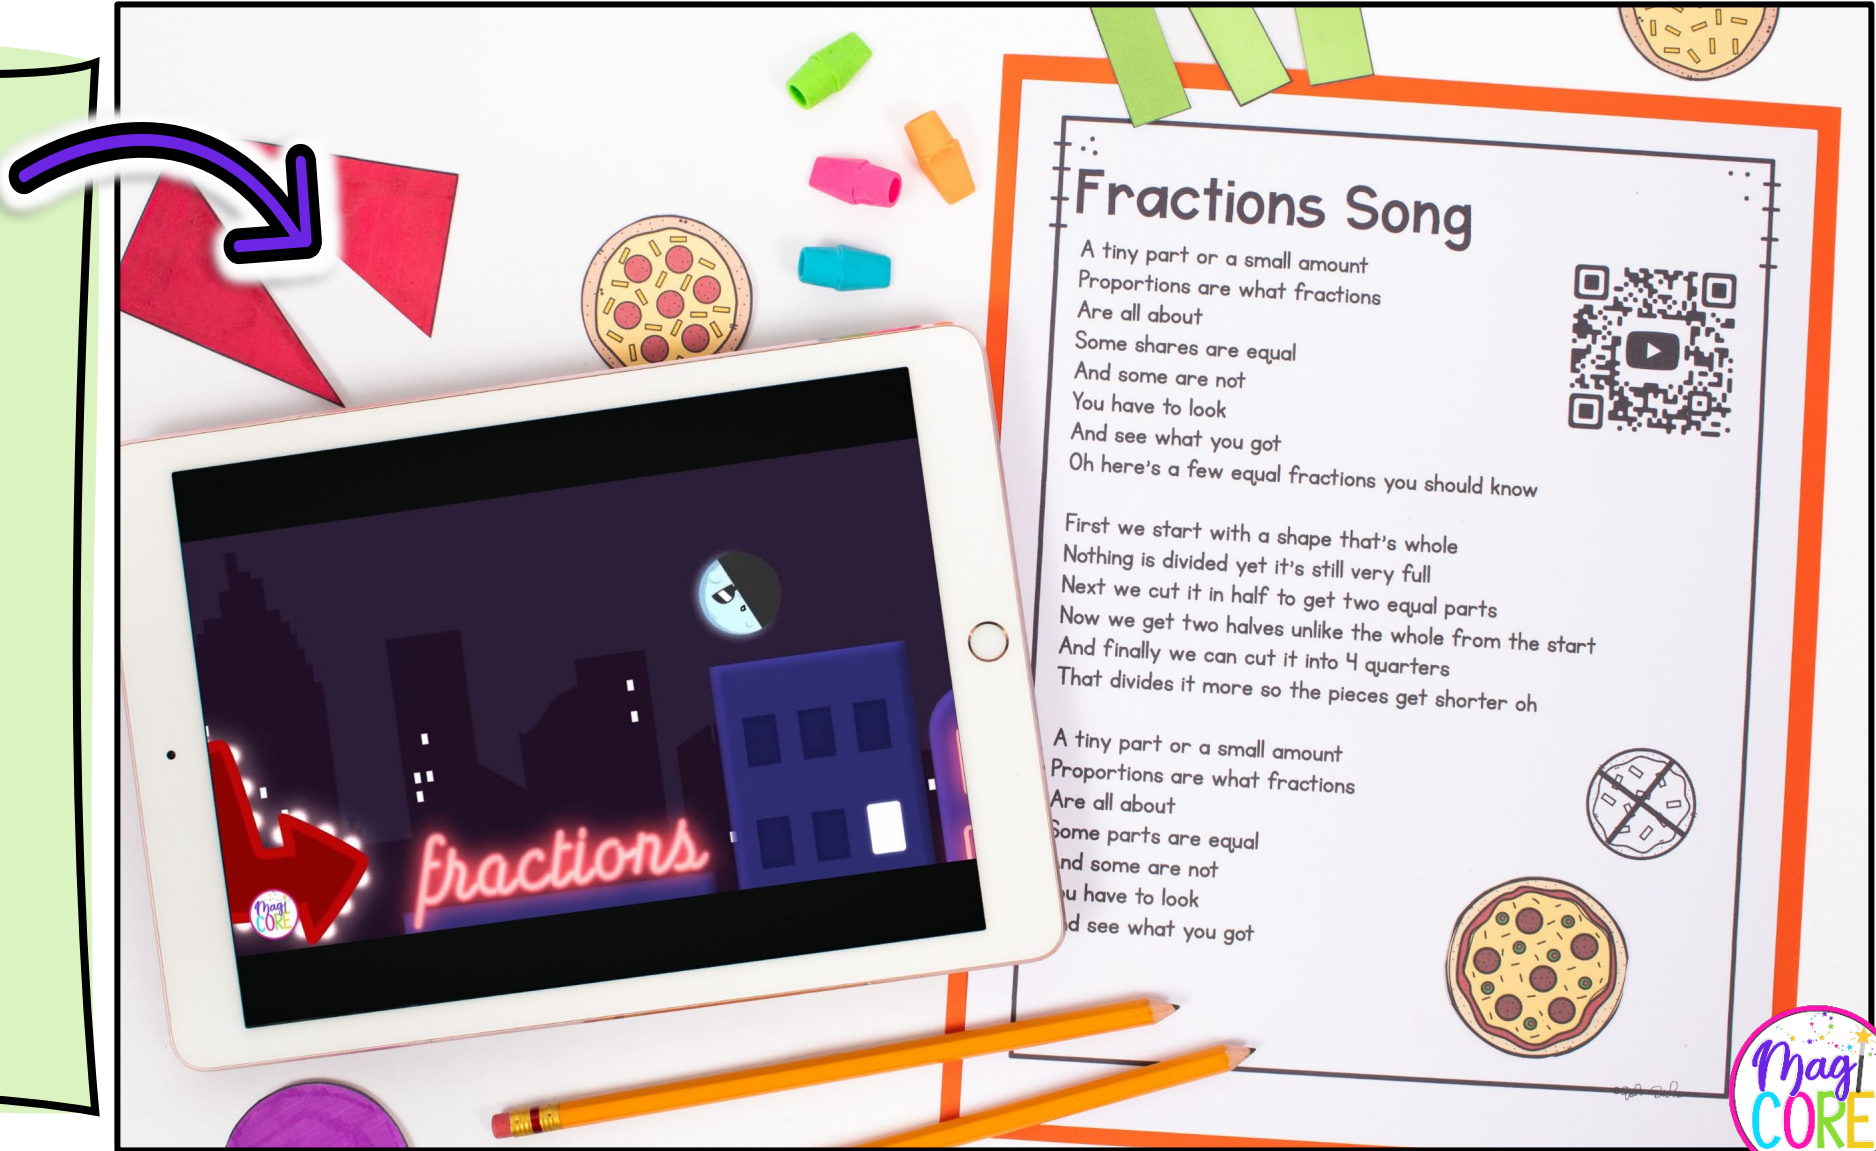 Fractions Song
A tiny part or a small amount
Proportions are what fractions
Are all about
Some shares are equal
And some are not
You have to look
And see what you got
Oh here's a few equal fractions you should know
First we start with a shape that's whole
Nothing is divided yet it's still very full
Next we cut it in half to get two equal parts
Now we get two halves unlike the whole from the start
And finally we can cut it into 4 quarters
That divides it more so the pieces get shorter oh
A tiny part or a small amount
Proportions are what fractions
Are all about
Some parts are equal
nd some are not
u have to look
d see what you got
fractions
Magi
CORE
Mag
CORE